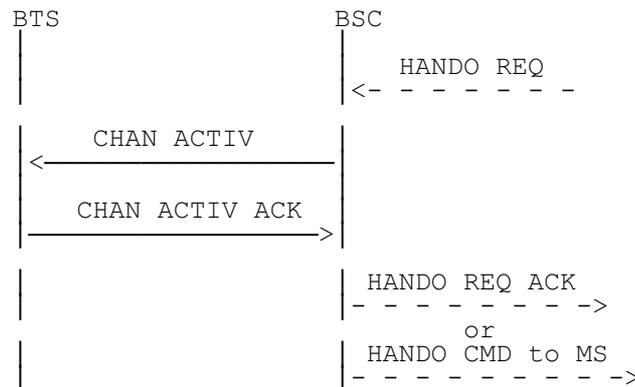 BTS BSC
HANDO REQ
CHAN ACTIV
CHAN ACTIV ACK
HANDO REQ ACK
or
HANDO CMD to MS